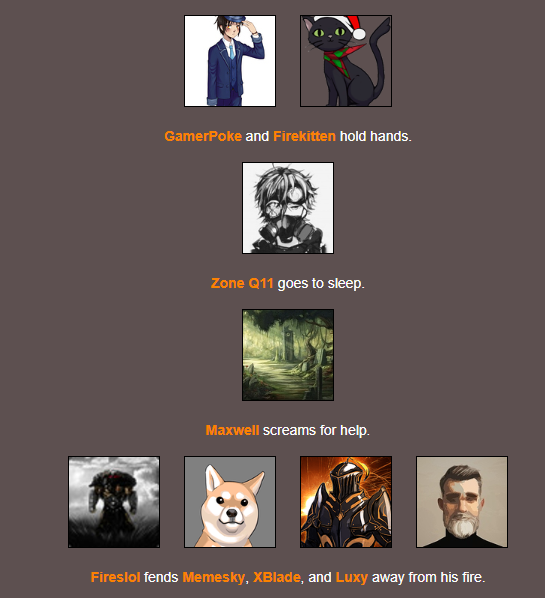 GamerPoke and Firekitten hold hands.
Zone Q11 goes to sleep.
Maxwell screams for help.
Fireslol fends Memesky, XBlade, and Luxy away from his fire.